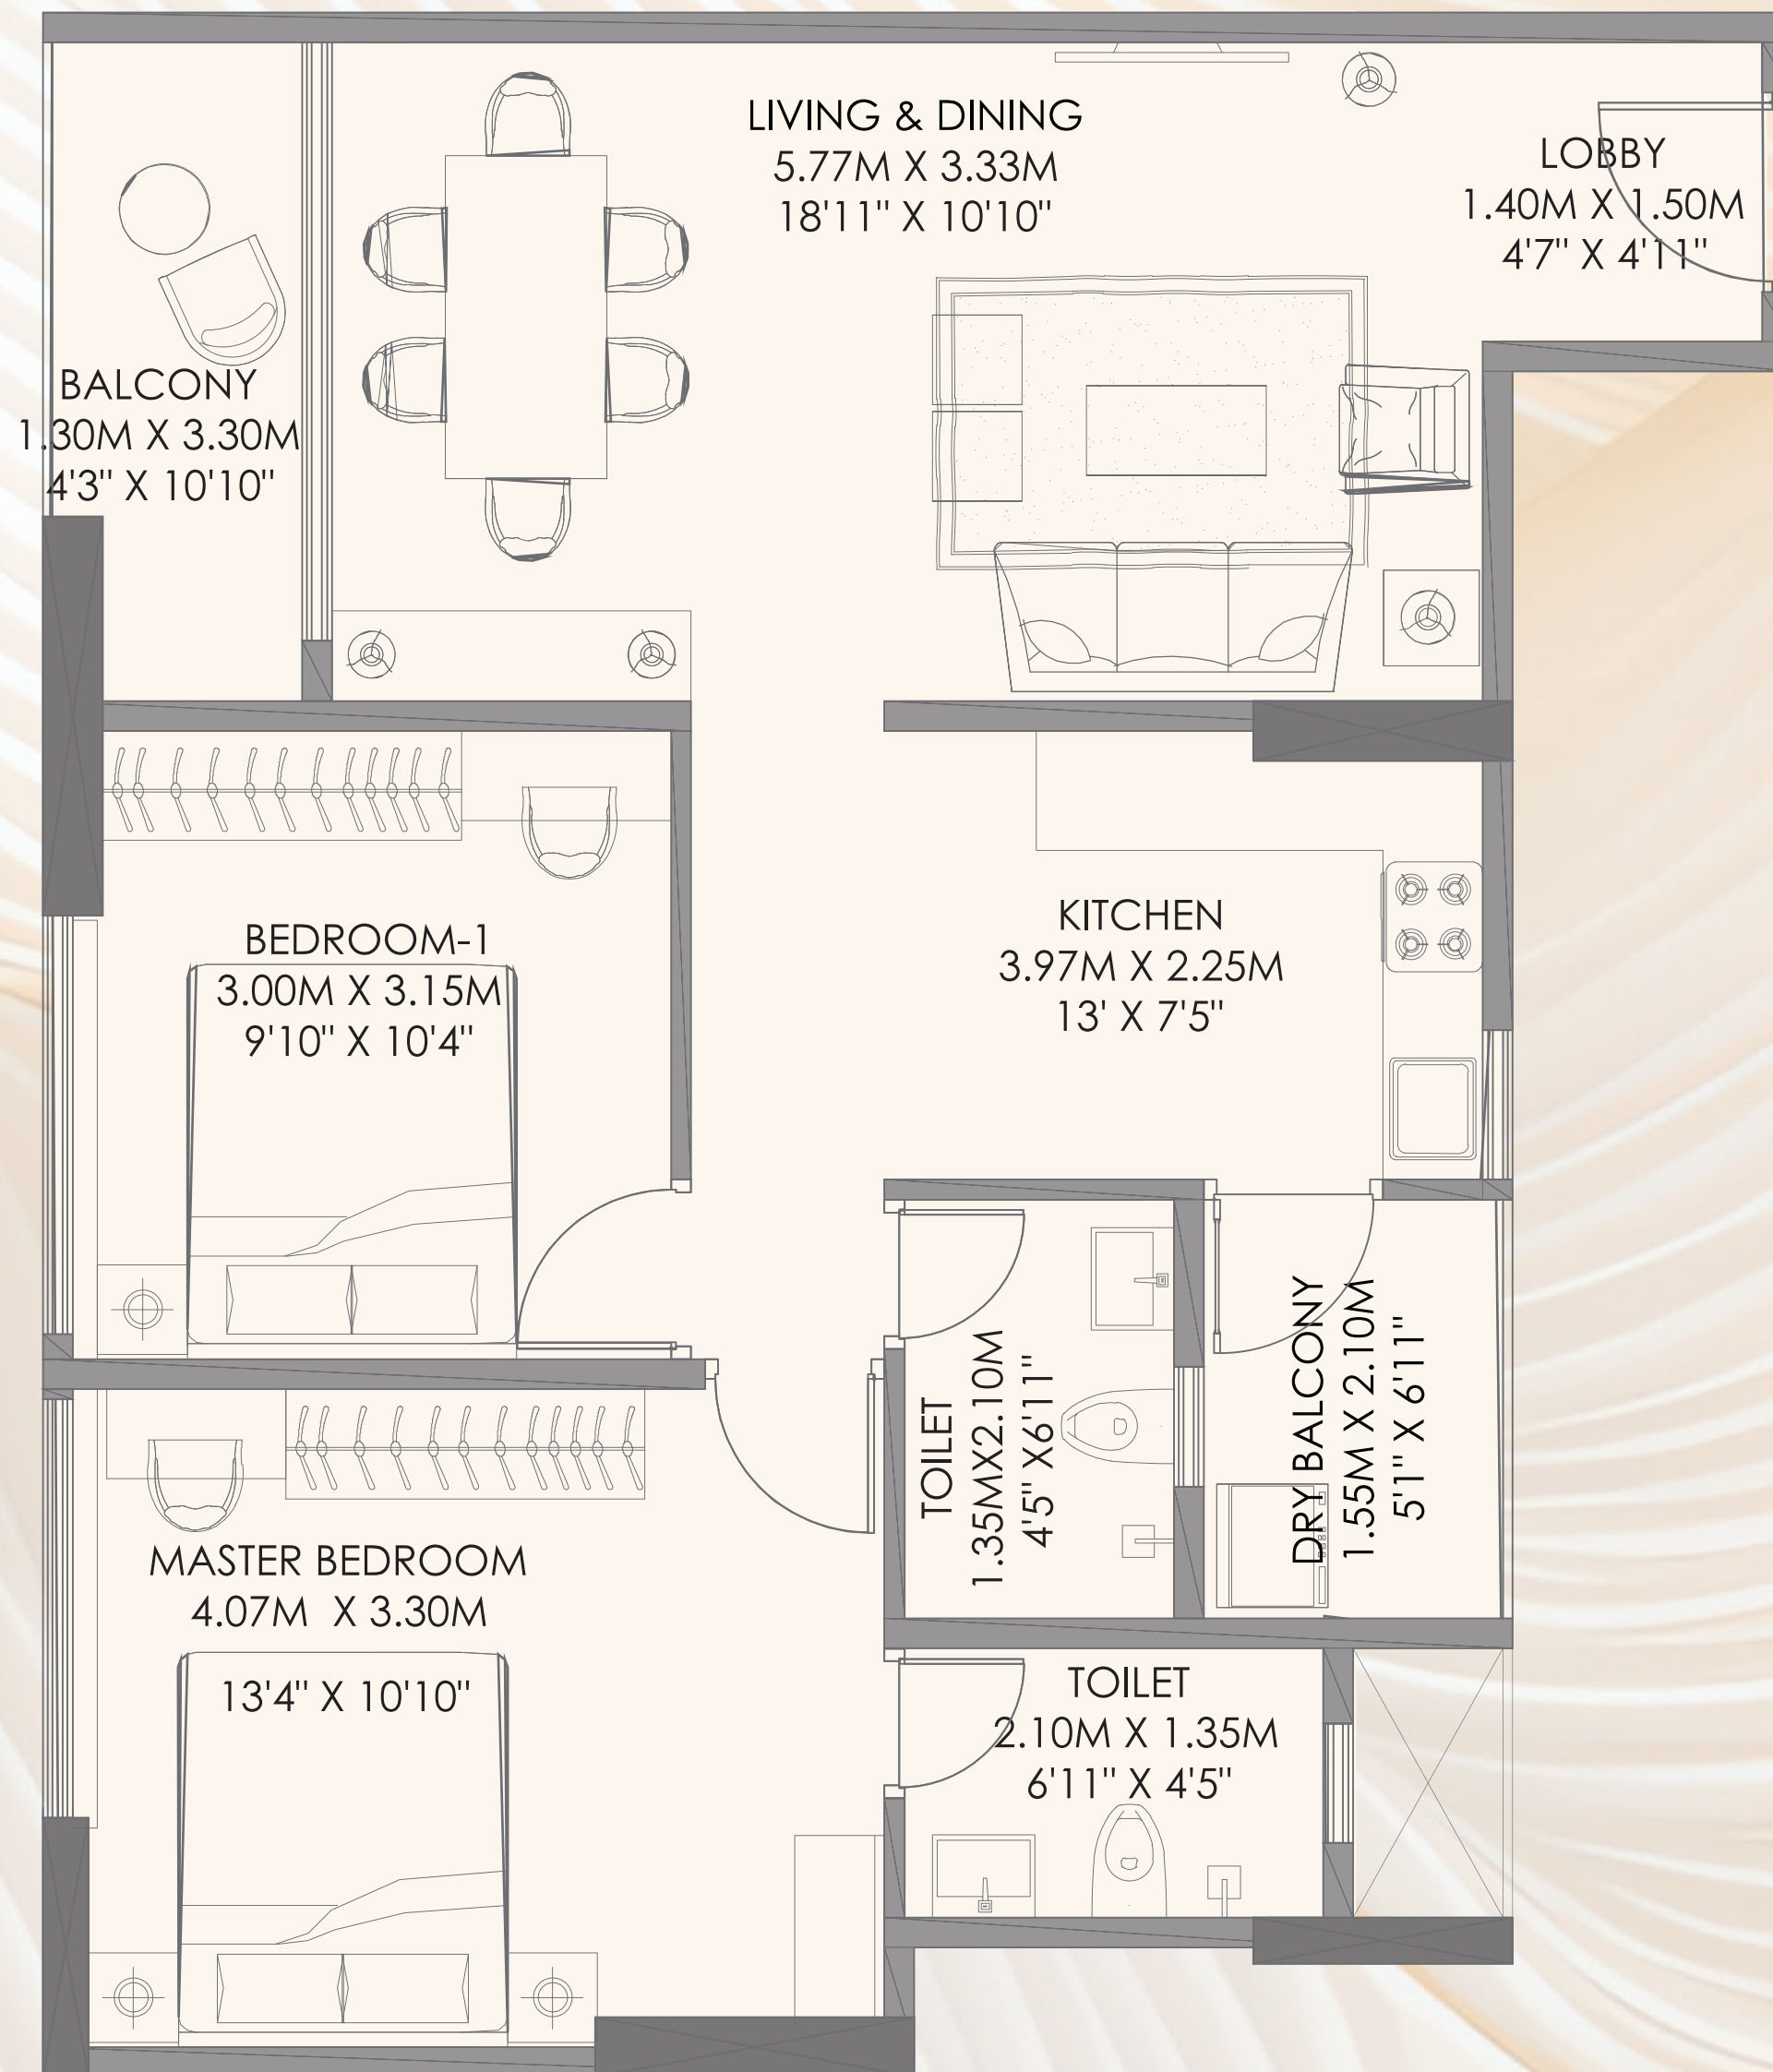 LIVING & DINING
5.77M X 3.33M
18'11" X 10'10"
LOBBY
1.40M X 1.50M
4'7" X 4'11"
BALCONY
1.30M X 3.30M
4'3" X 10'10"
BEDROOM-1
3.00M X 3.15M
9'10" X 10'4"
KITCHEN
3.97M X 2.25M
13' X 7'5"
TOILET
1.35MX2.10M
4'5" X6'11"
DRY BALCONY
1.55M X 2.10M
5'1" X 6'11"
MASTER BEDROOM
4.07M  X 3.30M
13'4" X 10'10"
TOILET
2.10M X 1.35M
6'11" X 4'5"